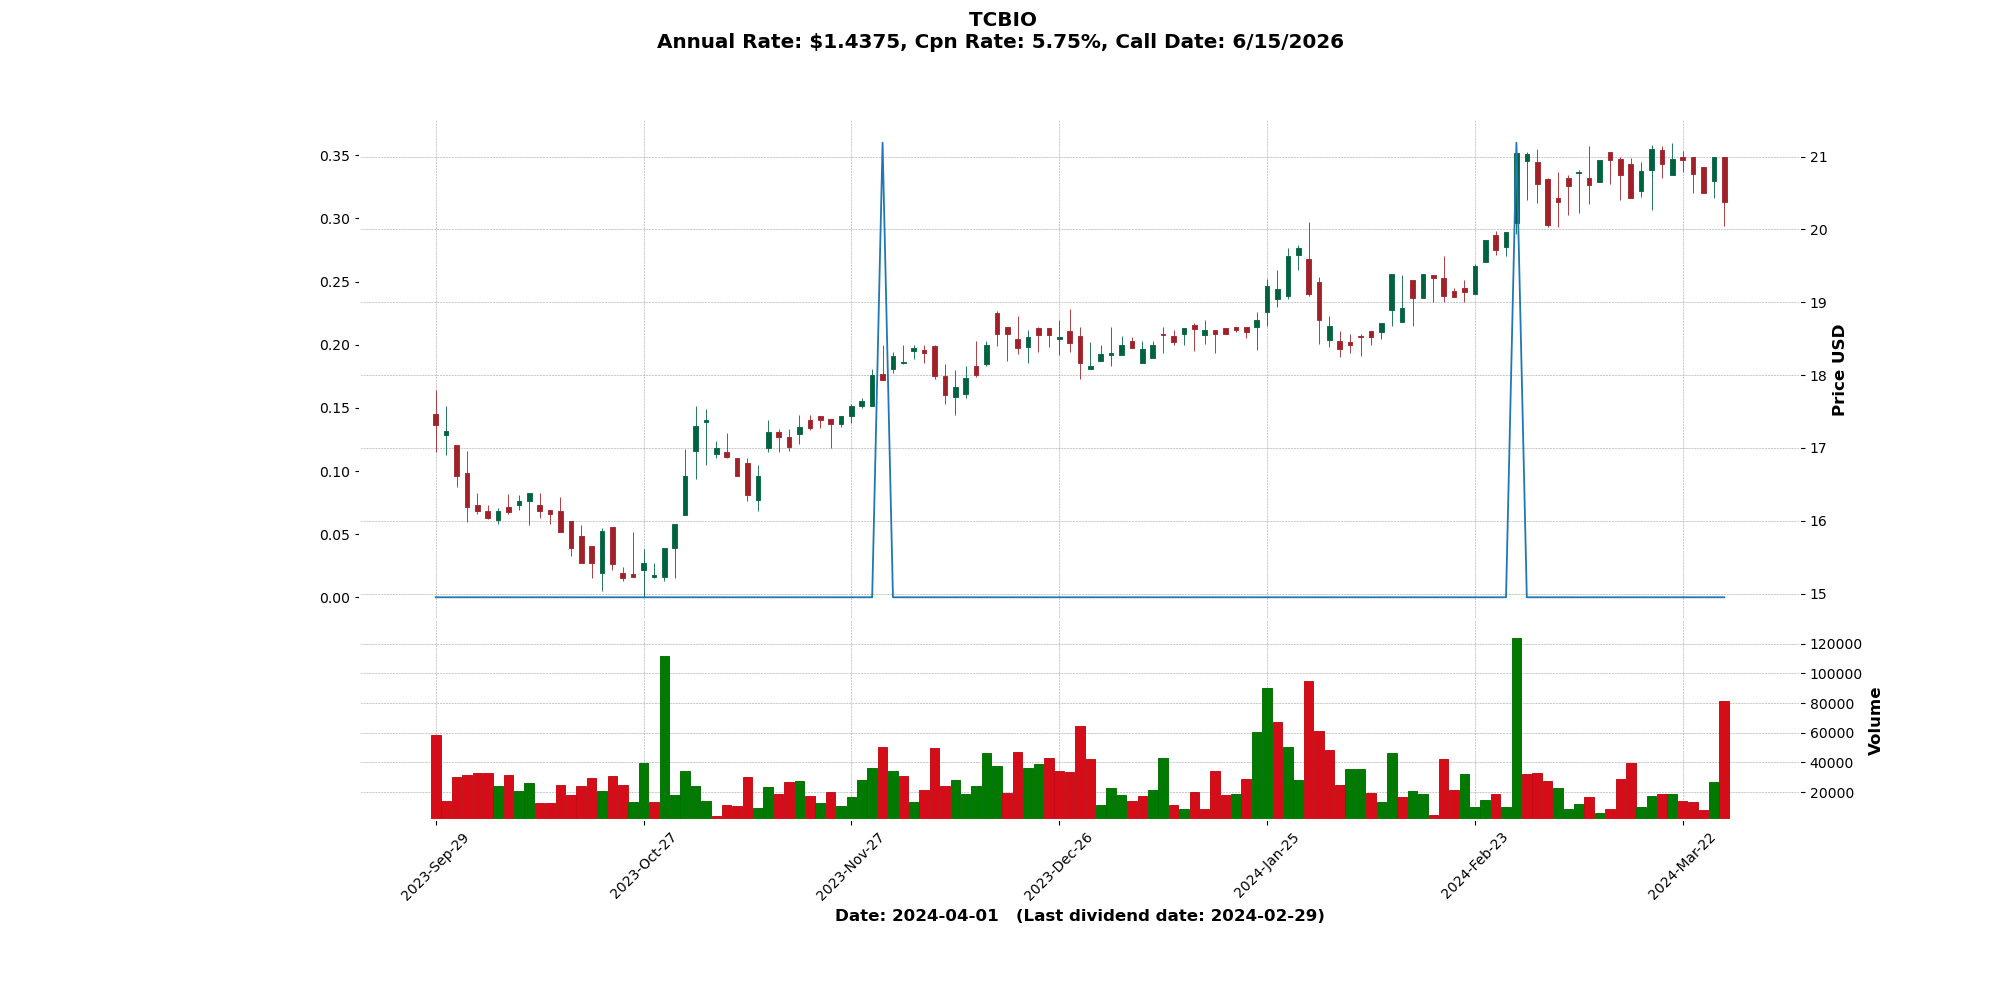 TCBIO
Annual Rate: $1.4375, Cpn Rate: 5.75%, Call Date: 6/15/2026
0.35
0.30
0.25
0.20
0.15
0.10
0.05
0.00
21
20
19
18
17
16
15
Price USD
120000
100000
80000
60000
40000
20000
Volume
2023-Sep-29
2023-Oct-27
2023-Nov-27
2023-Dec-26
2024-Jan-25
2024-Feb-23
2024-Mar-22
Date: 2024-04-01 (Last dividend date: 2024-02-29)